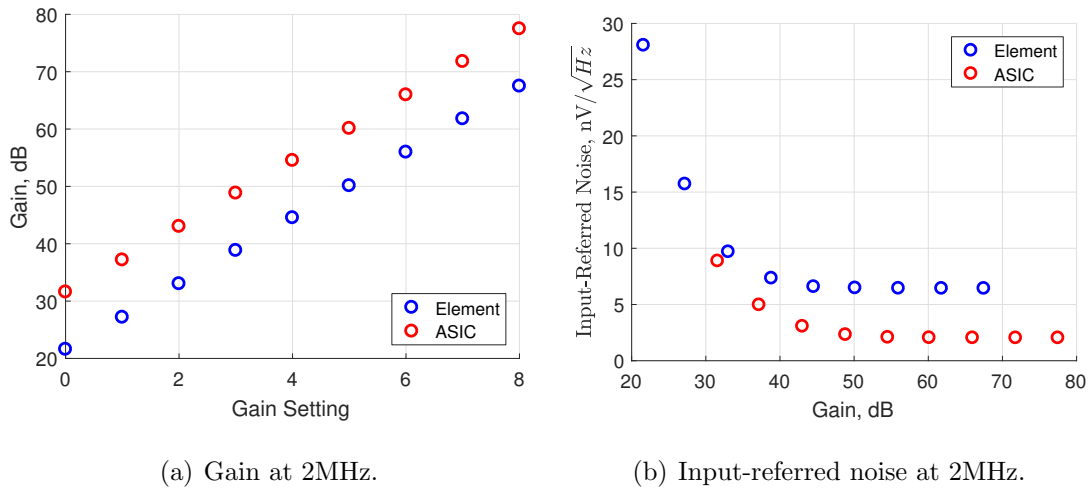 80
70
60
50
40
30
20
Gain, dB
0
2
4
6
8
Gain Setting
Element
ASIC
(a) Gain at 2MHz.
30
25
20
15
10
5
0
Input-Referred Noise, nV/√Hz
20
30
40
50
60
70
80
Gain, dB
Element
ASIC
(b) Input-referred noise at 2MHz.